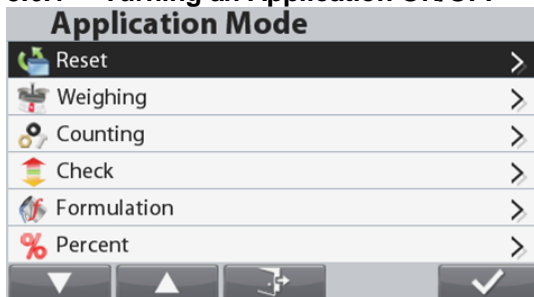 Application Mode
Reset
Weighing
Counting
Check
Formulation
Percent